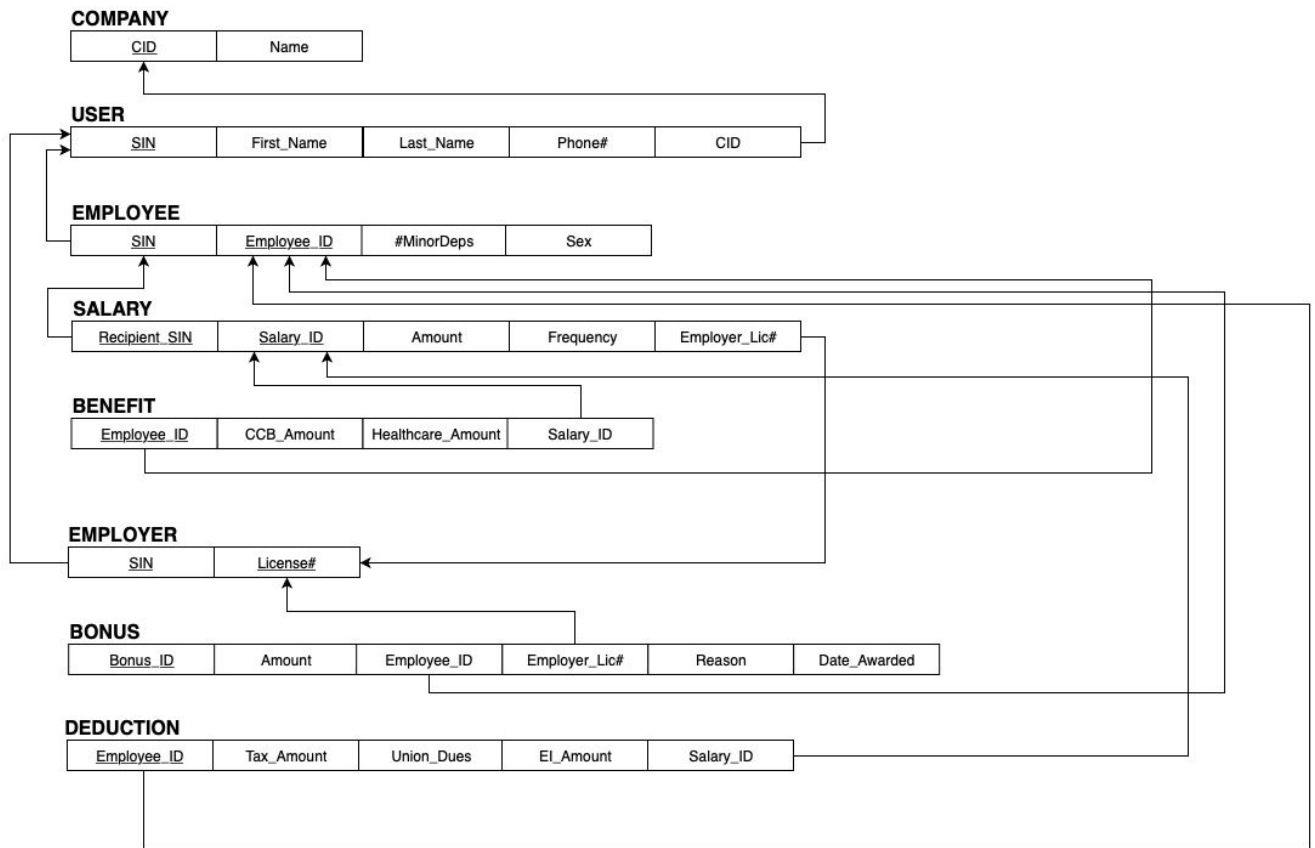 COMPANY
CID Name
USER
SIN First_Name Last_Name Phone# CID
EMPLOYEE
SIN Employee_ID #MinorDeps Sex
SALARY
Recipient_SIN Salary_ID Amount Frequency Employer_Lic#
BENEFIT
Employee_ID CCB_Amount Healthcare_Amount Salary_ID
EMPLOYER
SIN License#
BONUS
Bonus_ID Amount Employee_ID Employer_Lic# Reason Date_Awarded
DEDUCTION
Employee_ID Tax_Amount Union_Dues EI_Amount Salary_ID